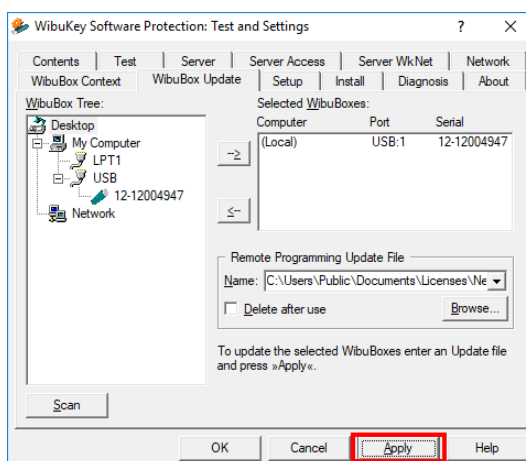 WibuKey Software Protection: Test and Settings ? X
Contents Test Server Server Access Server WkNet Network
WibuBox Context WibuBox Update Setup Install Diagnosis About
WibuBox Tree:
Desktop
My Computer
LPT1
USB
12-12004947
Network
Scan
->
<-
Selected WibuBoxes:
Computer Port Serial
(Local) USB:1 12-12004947
Remote Programming Update File
Name: C:\Users\Public\Documents\Licenses\Ne
Delete after use Browse...
To update the selected WibuBoxes enter an Update file
and press »Apply«.
OK Cancel Apply Help